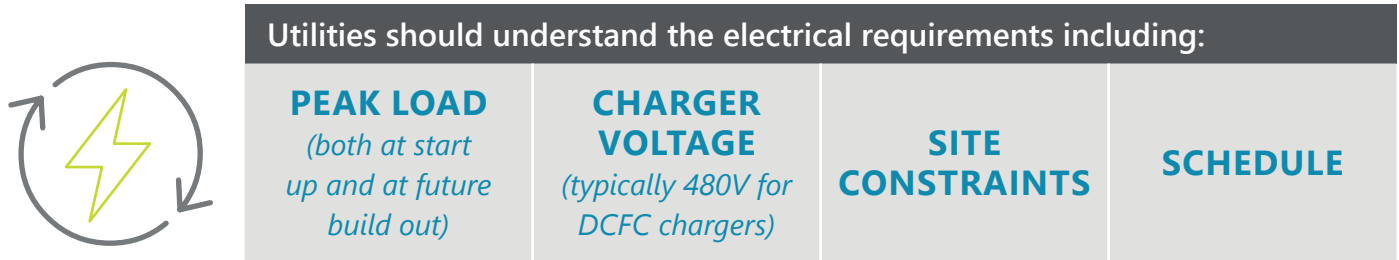 Utilities should understand the electrical requirements including:
PEAK LOAD
(both at start
up and at future
build out)
CHARGER
VOLTAGE
(typically 480V for
DCFC chargers)
SITE
CONSTRAINTS
SCHEDULE